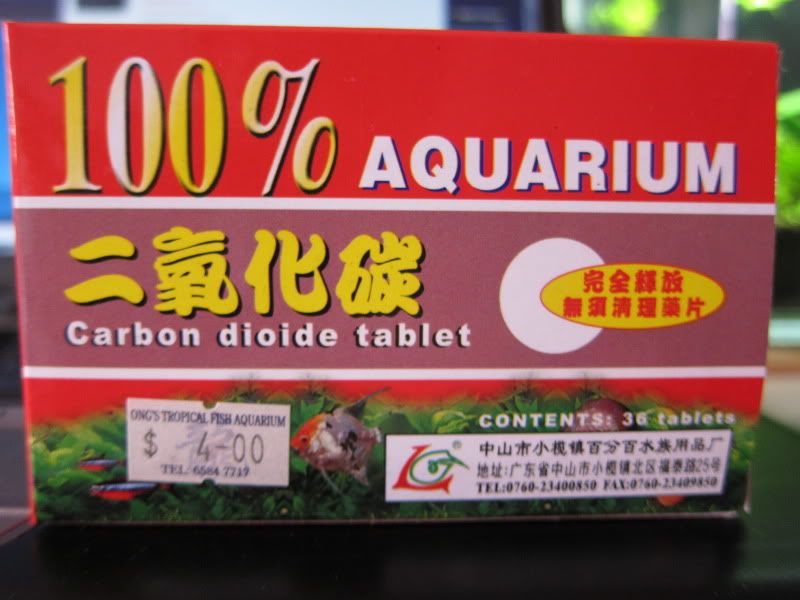 100% AQUARIUM
二氧化碳
Carbon dioide tablet
完全釋放
無須清理藥片
CONTENTS: 36 tablets
ONG'S TROPICAL FISH AQUARIUM
$ 4-00
TEL: 6584 7717
中山市小榄镇百分百水族用品厂
地址:广东省中山市小榄镇北区福泰路25号
TEL:0760-23400850 FAX:0760-23409850